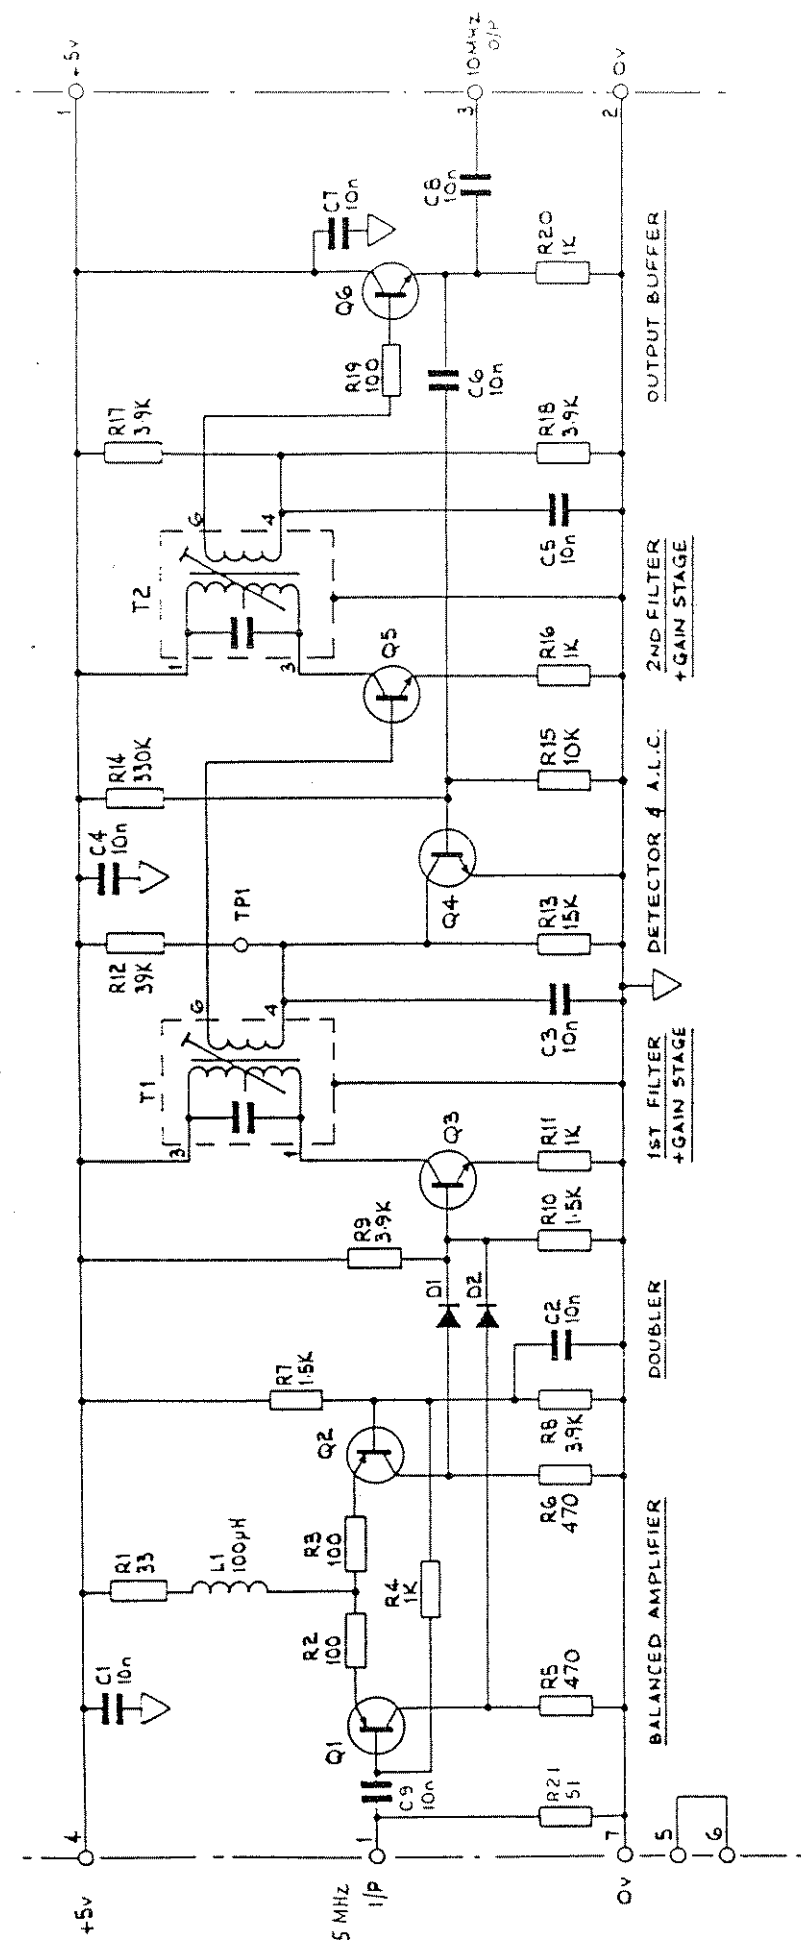 +5v
4
5 MHz
I/P
1
0v
7
5
6
C1
10n
R1
33
L1
100µH
R2
100
R3
100
Q1
Q2
C9
10n
R4
1K
R21
51
R5
470
R6
470
R7
1.5K
R8
3.9K
C2
10n
D1
D2
R9
3.9K
R10
1.5K
R11
1K
Q3
T1
3
1
6
4
R12
39K
TP1
C3
10n
R13
15K
C4
10n
Q4
R14
330K
R15
10K
Q5
R16
1K
T2
1
3
6
4
C5
10n
R17
3.9K
R18
3.9K
R19
100
Q6
C6
10n
C7
10n
C8
10n
R20
1K
1
+5v
3
10MHz
O/P
2
0v
BALANCED AMPLIFIER
DOUBLER
1ST FILTER
+GAIN STAGE
DETECTOR & A.L.C.
2ND FILTER
+GAIN STAGE
OUTPUT BUFFER